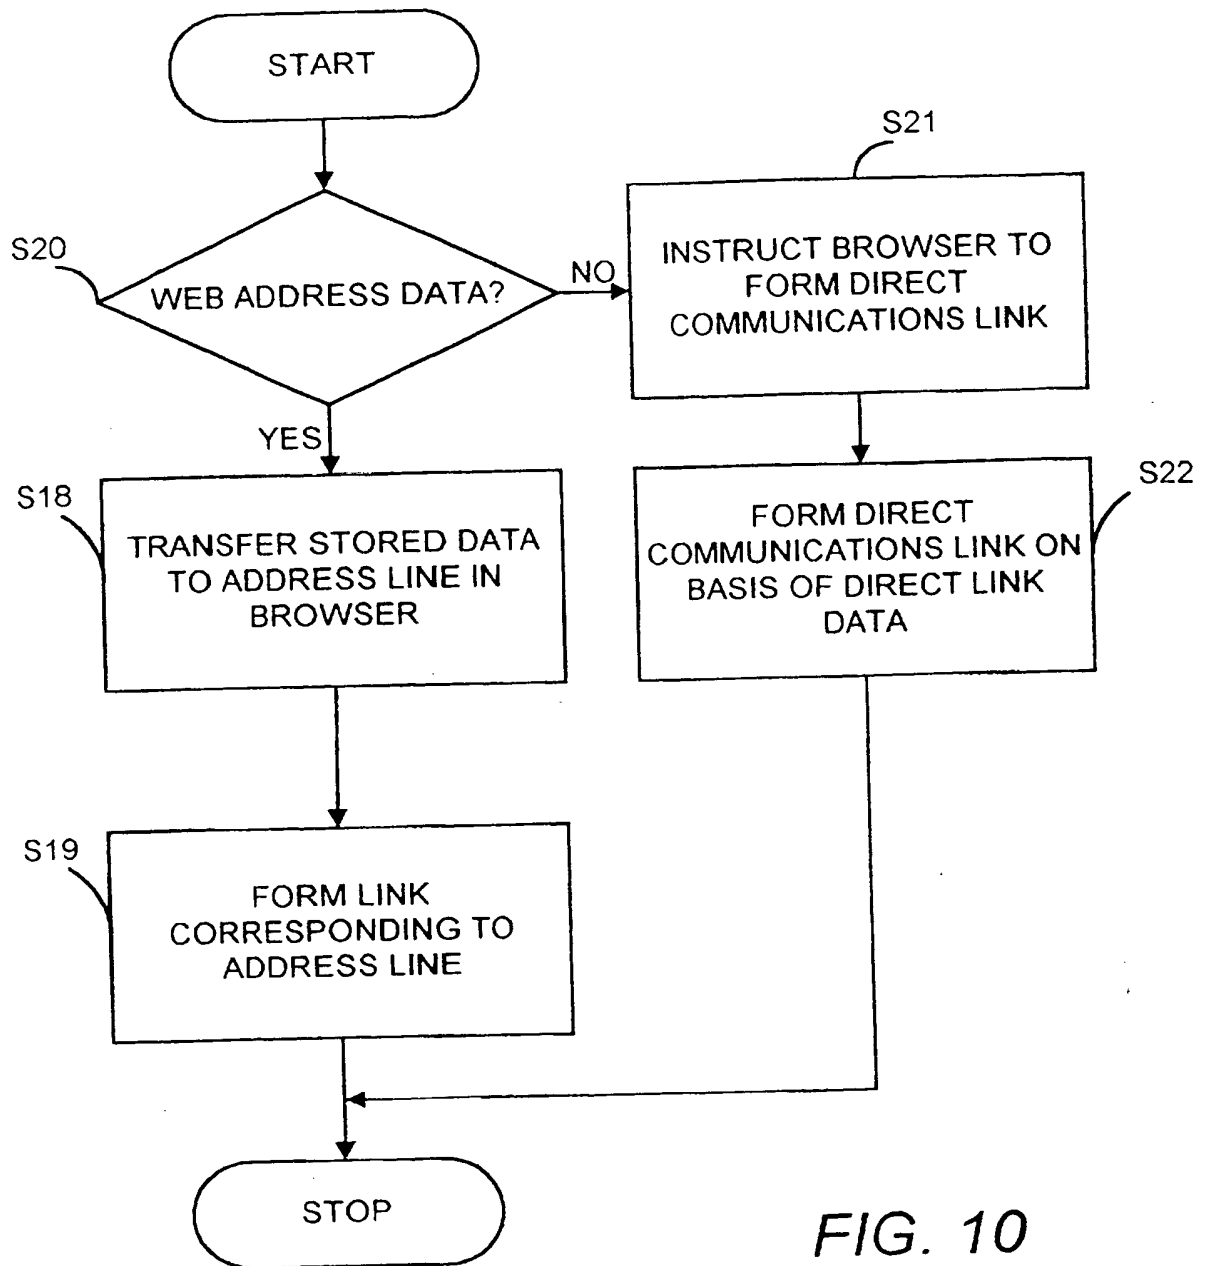 START
S20
WEB ADDRESS DATA?
NO
YES
S21
INSTRUCT BROWSER TO
FORM DIRECT
COMMUNICATIONS LINK
S18
TRANSFER STORED DATA
TO ADDRESS LINE IN
BROWSER
S22
FORM DIRECT
COMMUNICATIONS LINK ON
BASIS OF DIRECT LINK
DATA
S19
FORM LINK
CORRESPONDING TO
ADDRESS LINE
STOP
FIG. 10